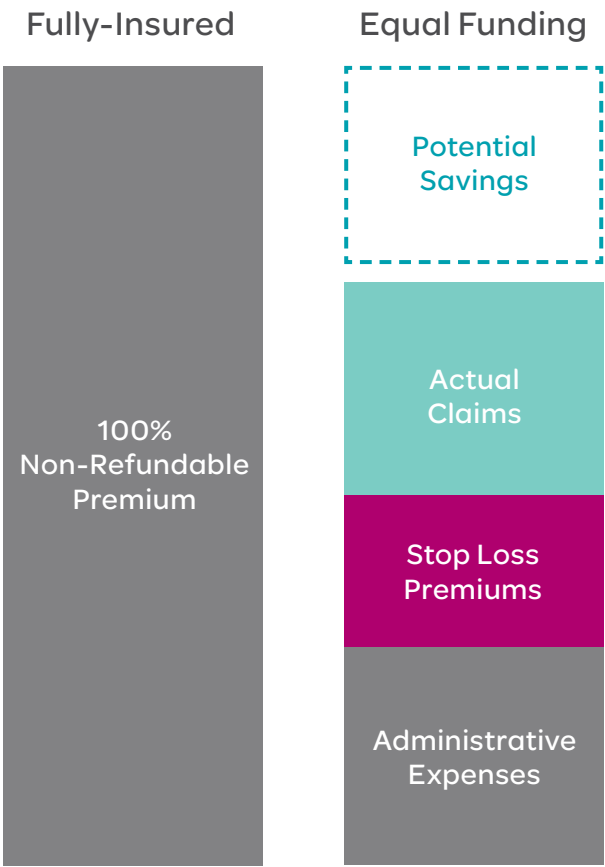 Fully-Insured
Equal Funding
100%
Non-Refundable
Premium
Potential
Savings
Actual
Claims
Stop Loss
Premiums
Administrative
Expenses